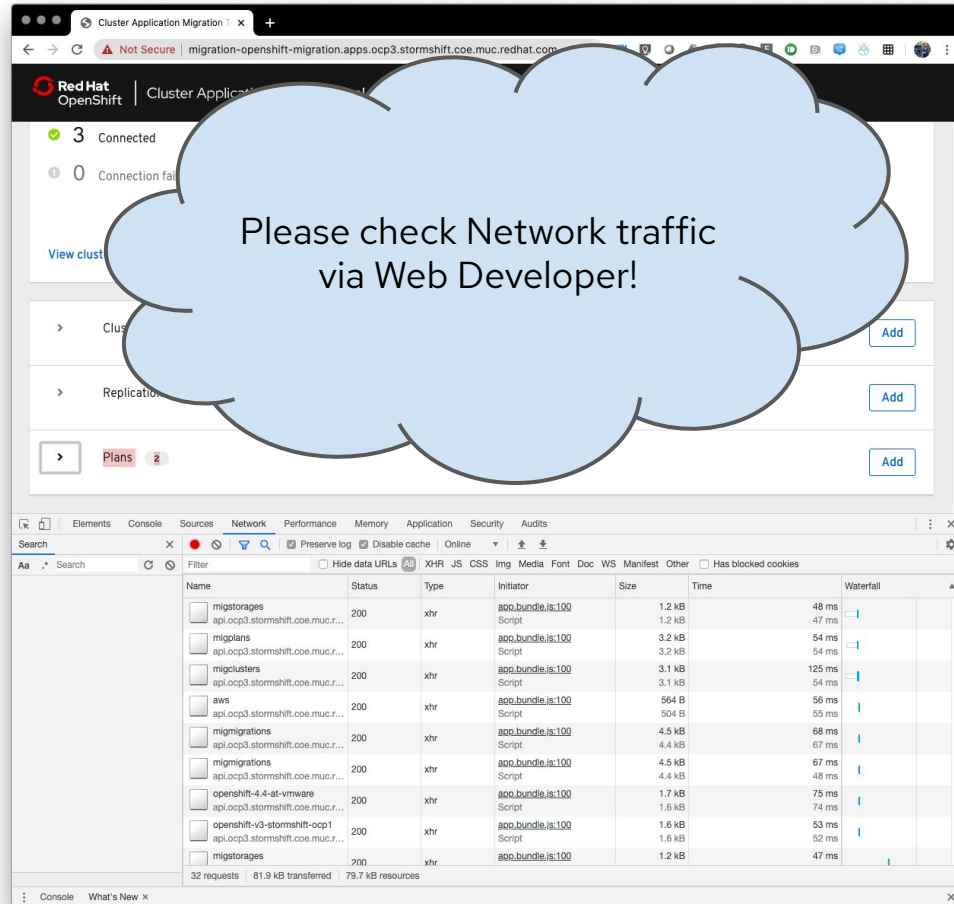 Cluster Application Migration T
Not Secure | migration-openshift-migration.apps.ocp3.stormshift.coe.muc.redhat.com
Red Hat
OpenShift
Cluster Applica
3 Connected
0 Connection fai
View clust
Please check Network traffic
via Web Developer!
Clus
Add
Replication
Add
Plans 2
Add
Elements Console Sources Network Performance Memory Application Security Audits
Search
Preserve log Disable cache Online
Aa .* Search
Filter Hide data URLs All XHR JS CSS Img Media Font Doc WS Manifest Other Has blocked cookies
Name Status Type Initiator Size Time Waterfall
migstorages 200 xhr app.bundle.js:100 1.2 kB 48 ms
api.ocp3.stormshift.coe.muc.r... Script 1.2 kB 47 ms
migplans 200 xhr app.bundle.js:100 3.2 kB 54 ms
api.ocp3.stormshift.coe.muc.r... Script 3.2 kB 54 ms
migclusters 200 xhr app.bundle.js:100 3.1 kB 125 ms
api.ocp3.stormshift.coe.muc.r... Script 3.1 kB 54 ms
aws 200 xhr app.bundle.js:100 564 B 56 ms
api.ocp3.stormshift.coe.muc.r... Script 504 B 55 ms
migmigrations 200 xhr app.bundle.js:100 4.5 kB 68 ms
api.ocp3.stormshift.coe.muc.r... Script 4.4 kB 67 ms
migmigrations 200 xhr app.bundle.js:100 4.5 kB 67 ms
api.ocp3.stormshift.coe.muc.r... Script 4.4 kB 48 ms
openshift-4.4-at-vmware 200 xhr app.bundle.js:100 1.7 kB 75 ms
api.ocp3.stormshift.coe.muc.r... Script 1.6 kB 74 ms
openshift-v3-stormshift-ocp1 200 xhr app.bundle.js:100 1.6 kB 53 ms
api.ocp3.stormshift.coe.muc.r... Script 1.6 kB 52 ms
migstorages 200 xhr app.bundle.js:100 1.2 kB 47 ms
32 requests 81.9 kB transferred 79.7 kB resources
Console What's New